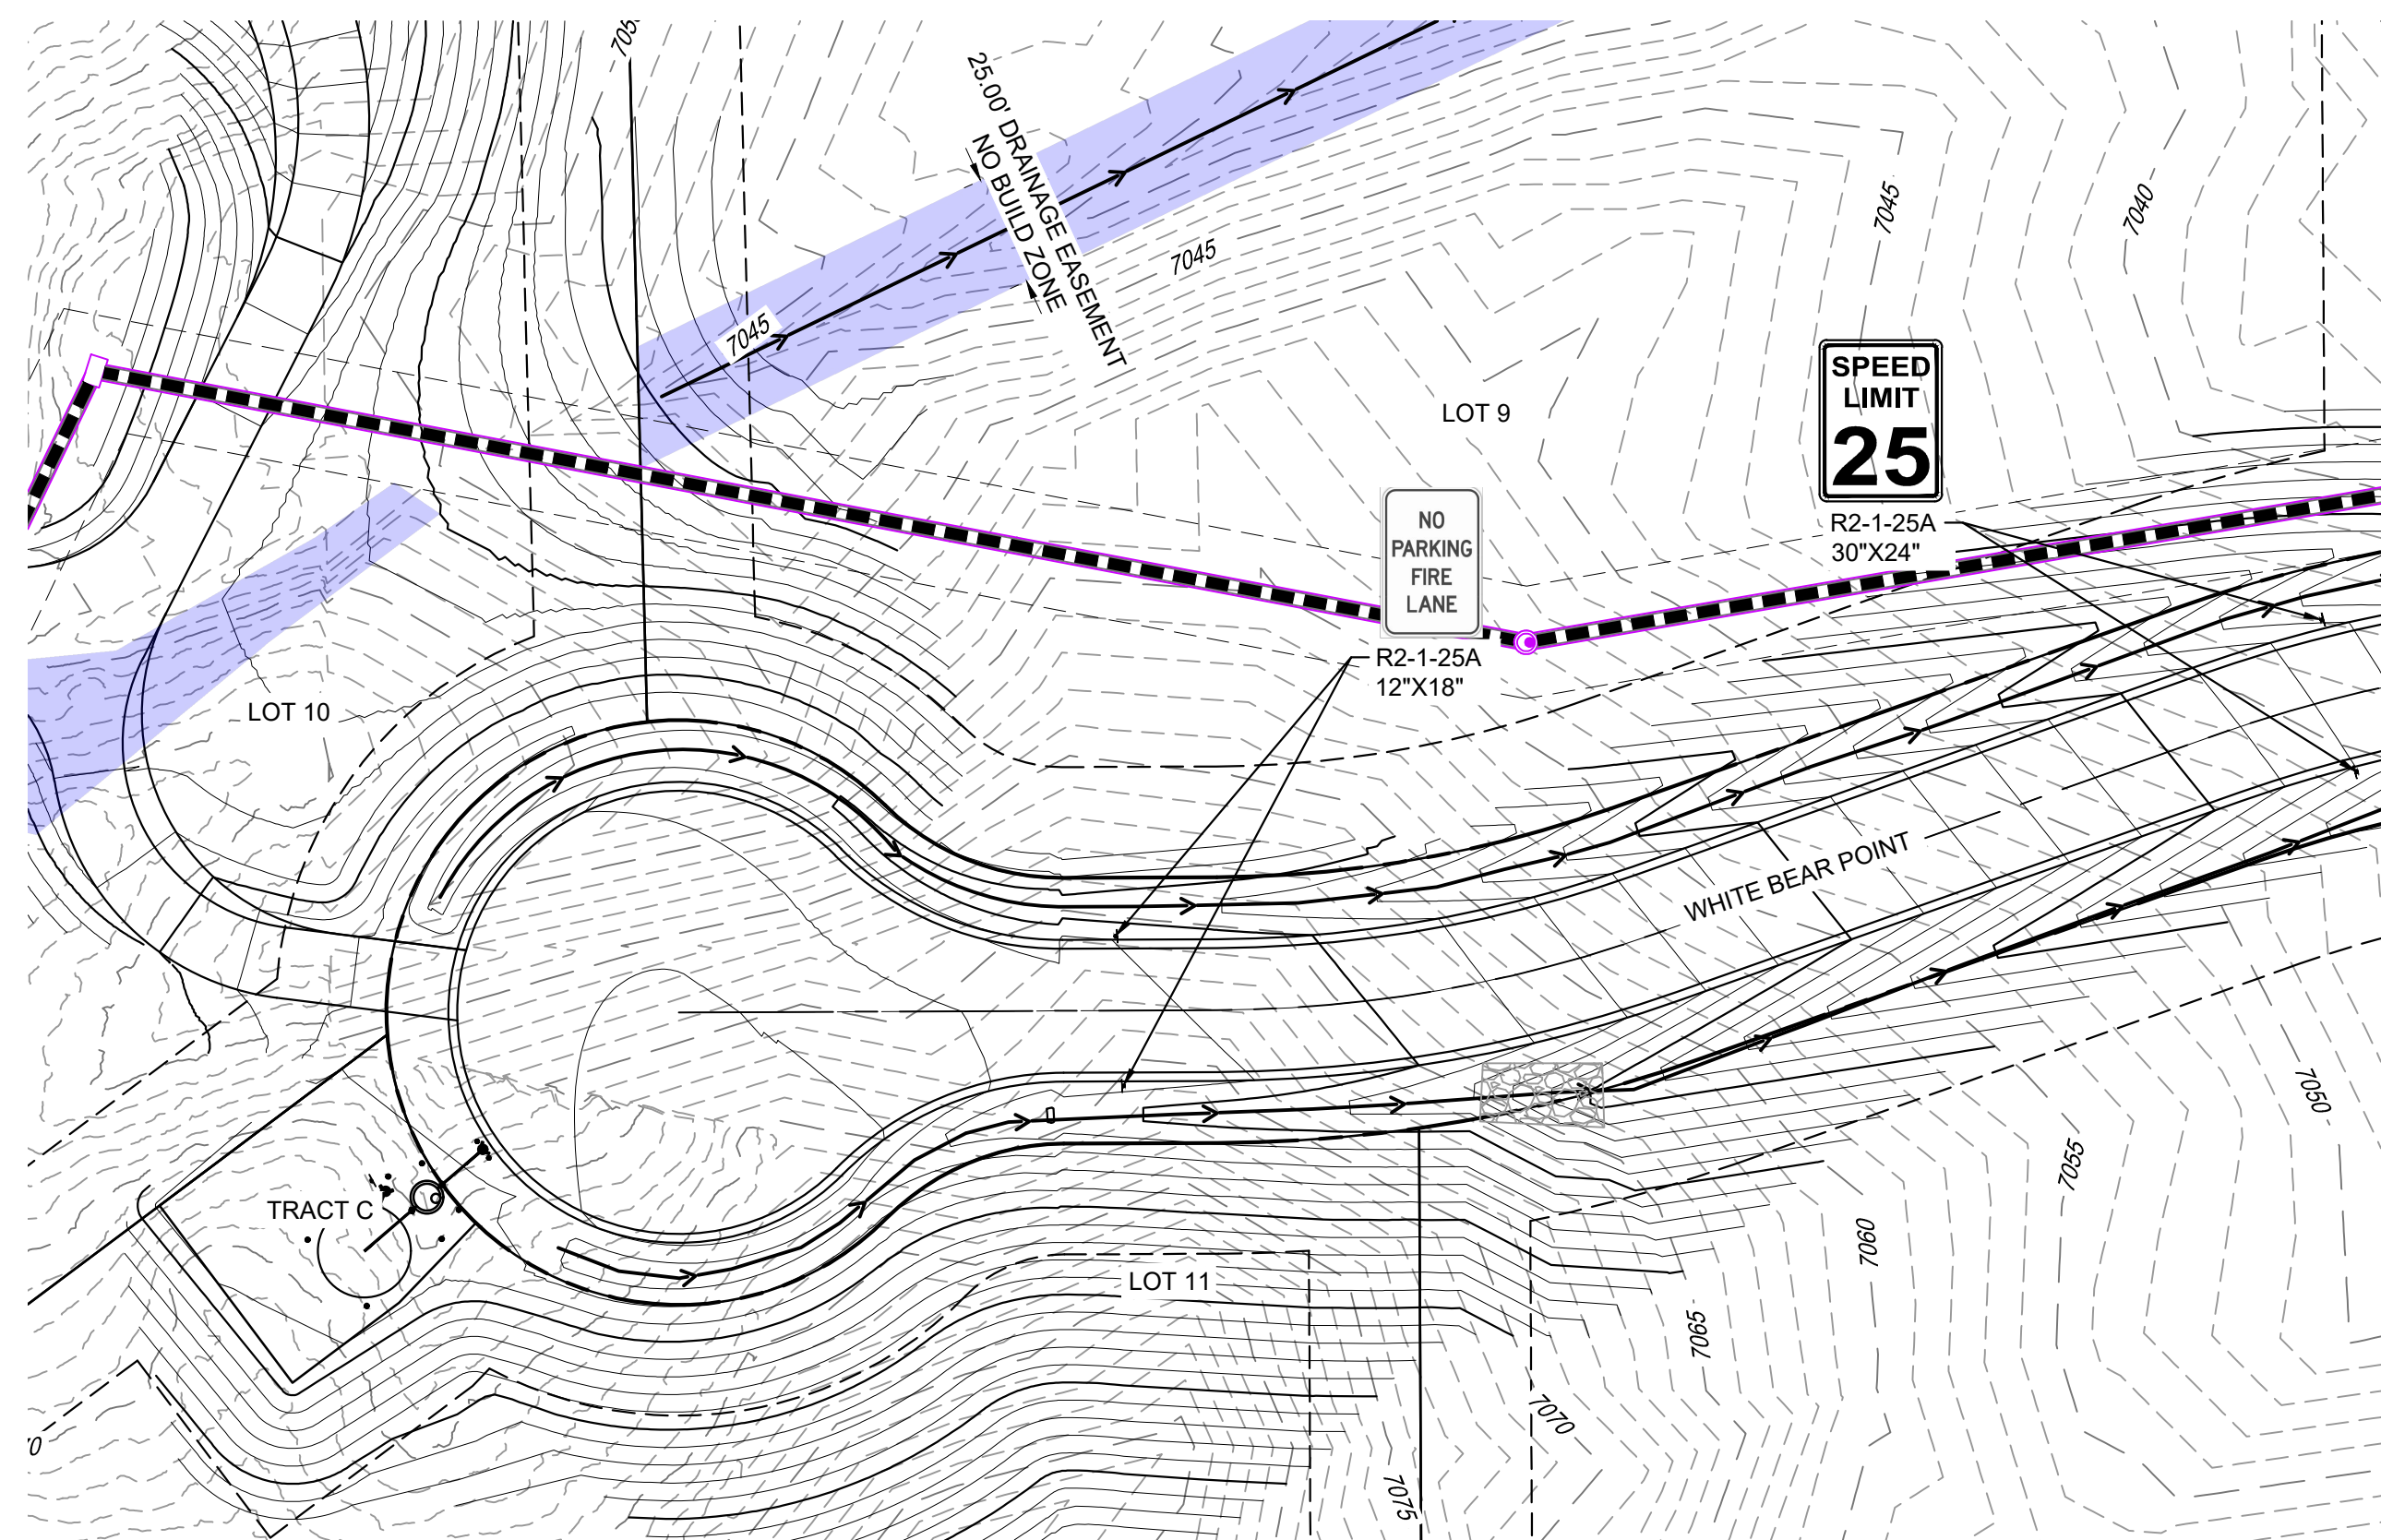 705
25.00' DRAINAGE EASEMENT
NO BUILD ZONE
7045
7045
7045
7040
LOT 9
SPEED
LIMIT
25
R2-1-25A
30"X24"
NO
PARKING
FIRE
LANE
R2-1-25A
12"X18"
LOT 10
WHITE BEAR POINT
TRACT C
LOT 11
7050
7055
7060
7065
7070
7075
0